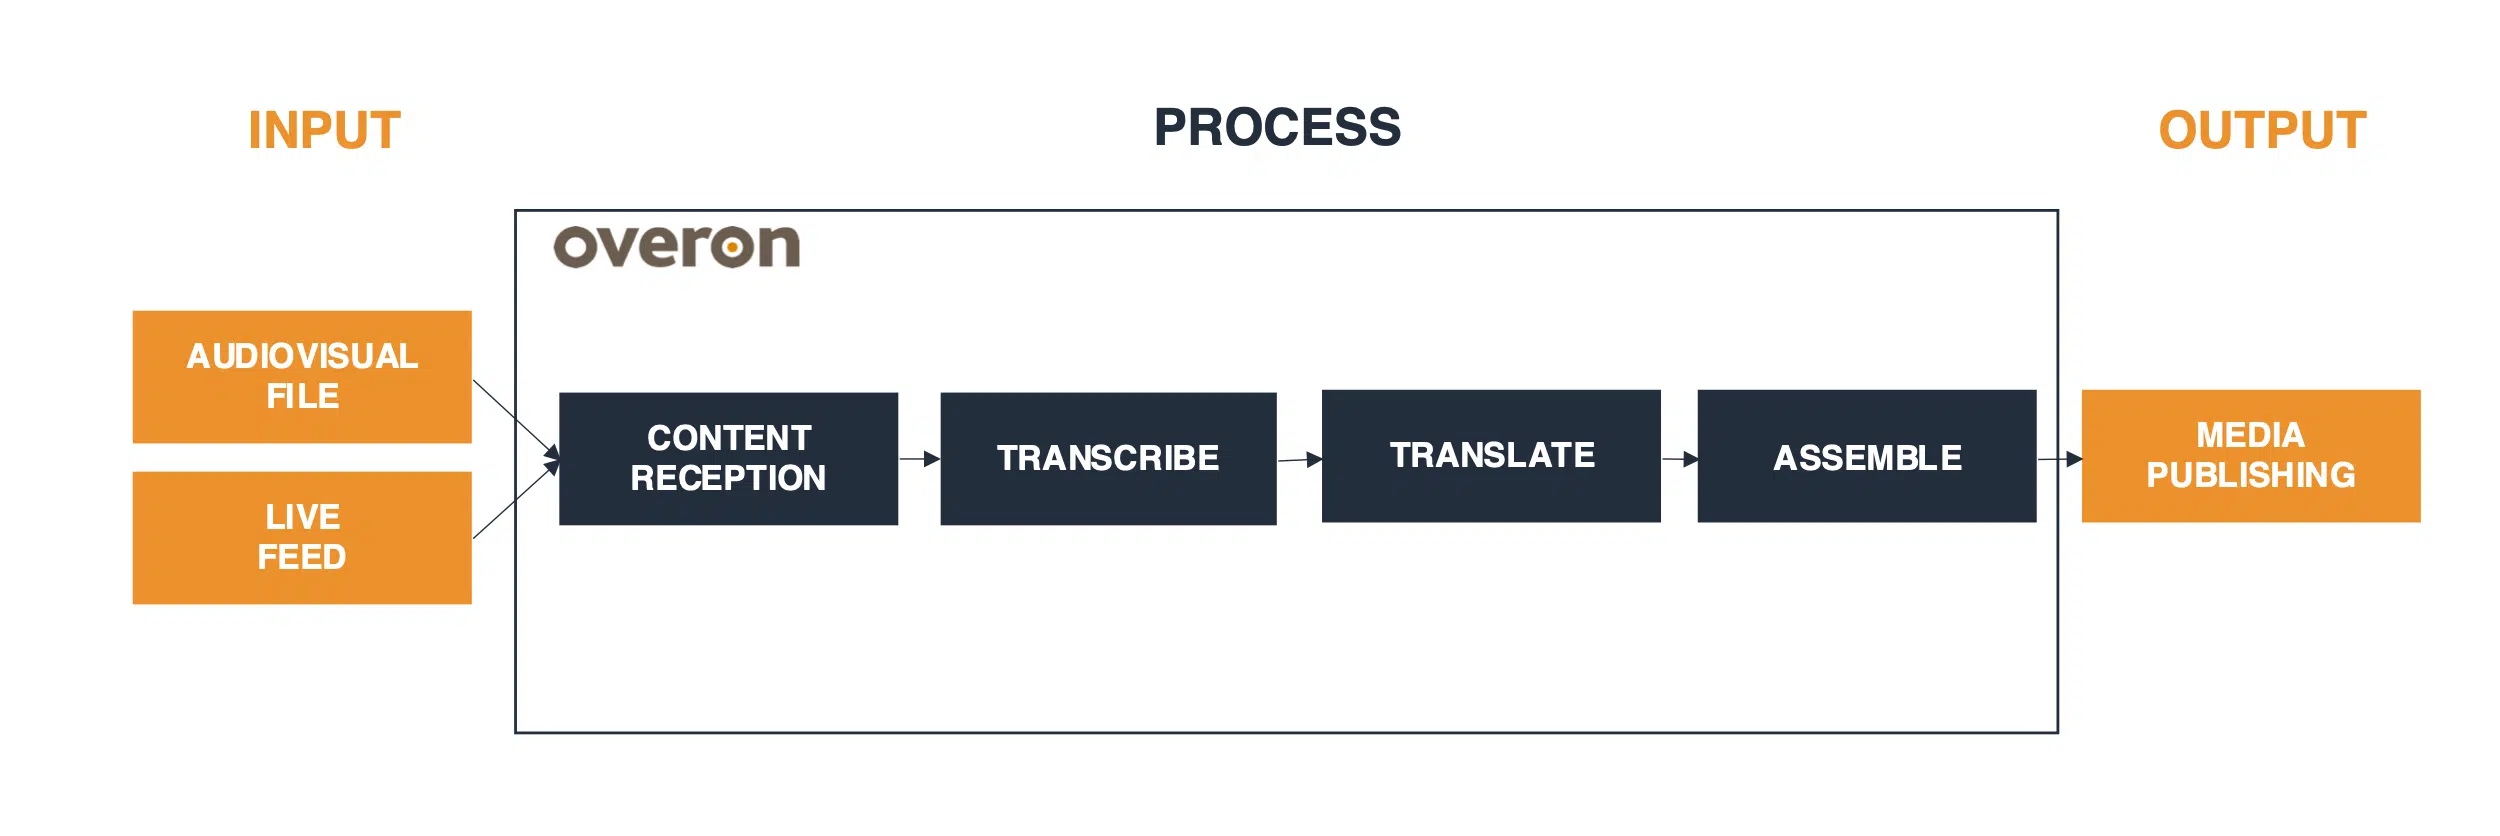 INPUT
PROCESS
OUTPUT
overon
AUDIOVISUAL
FILE
LIVE
FEED
CONTENT
RECEPTION
TRANSCRIBE
TRANSLATE
ASSEMBLE
MEDIA
PUBLISHING